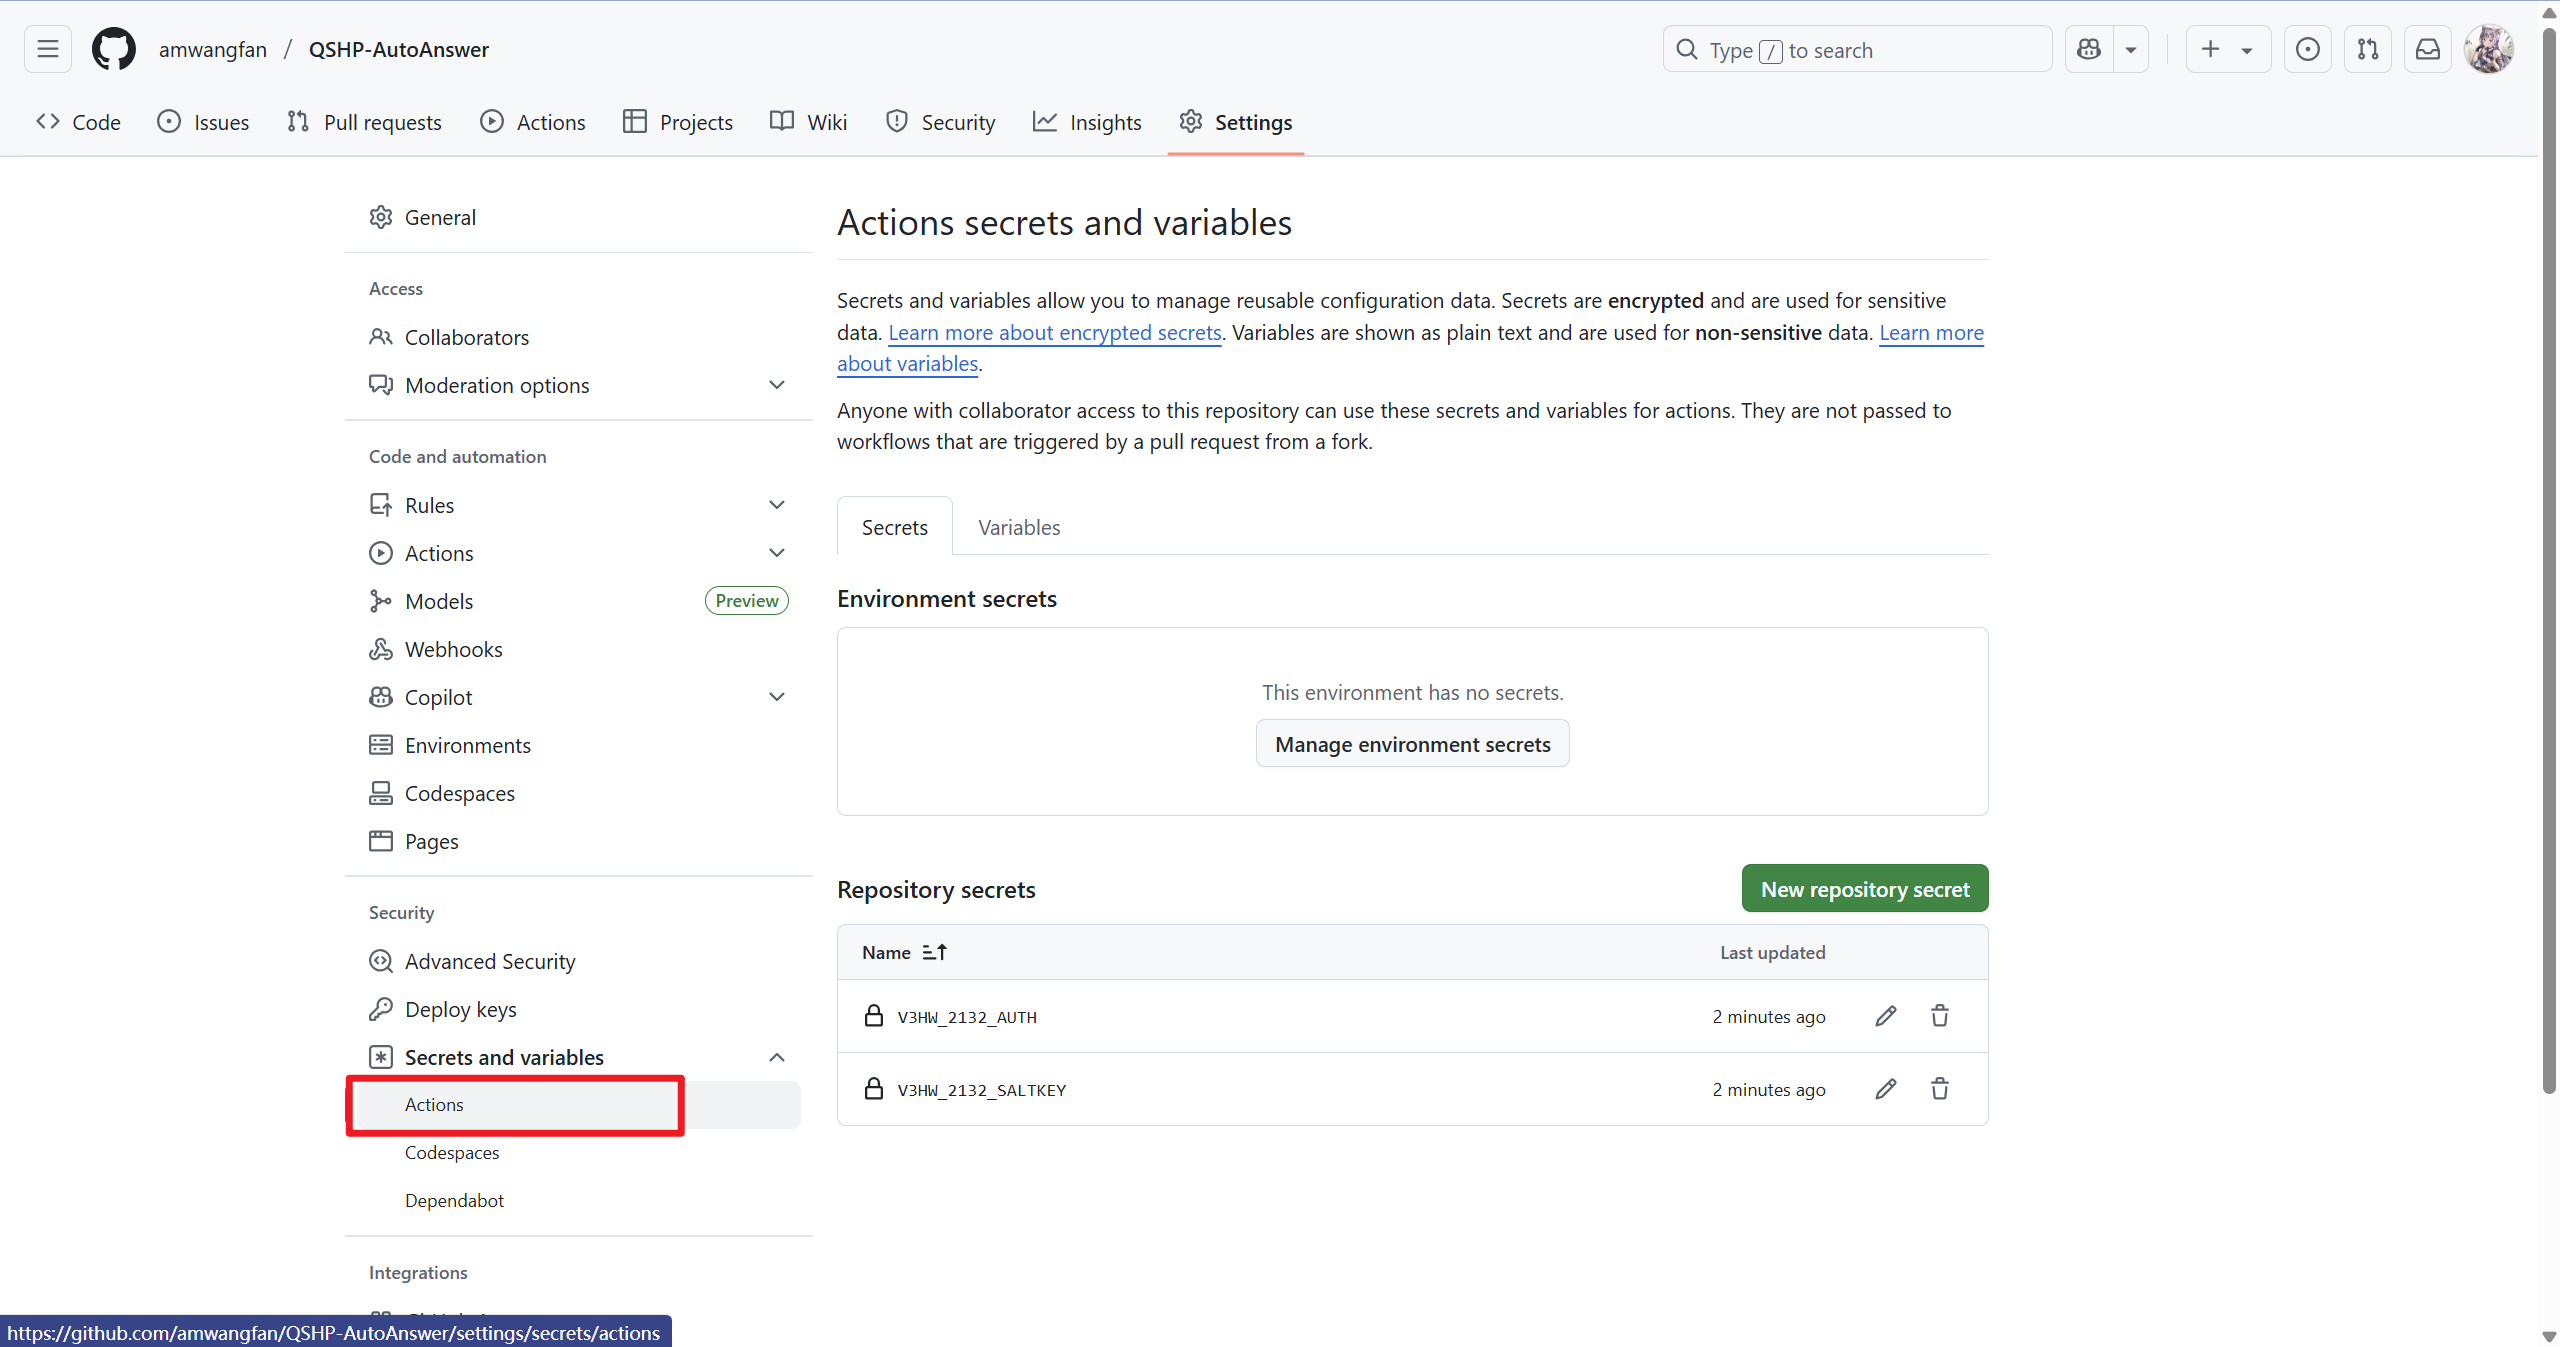 amwangfan / QSHP-AutoAnswer
Type / to search
Code Issues Pull requests Actions Projects Wiki Security Insights Settings
General
Access
Collaborators
Moderation options
Code and automation
Rules
Actions
Models Preview
Webhooks
Copilot
Environments
Codespaces
Pages
Security
Advanced Security
Deploy keys
Secrets and variables
Actions
Codespaces
Dependabot
Integrations
Actions secrets and variables
Secrets and variables allow you to manage reusable configuration data. Secrets are encrypted and are used for sensitive
data. Learn more about encrypted secrets. Variables are shown as plain text and are used for non-sensitive data. Learn more
about variables.
Anyone with collaborator access to this repository can use these secrets and variables for actions. They are not passed to
workflows that are triggered by a pull request from a fork.
Secrets Variables
Environment secrets
This environment has no secrets.
Manage environment secrets
Repository secrets New repository secret
Name Last updated
V3HW_2132_AUTH 2 minutes ago
V3HW_2132_SALTKEY 2 minutes ago
https://github.com/amwangfan/QSHP-AutoAnswer/settings/secrets/actions